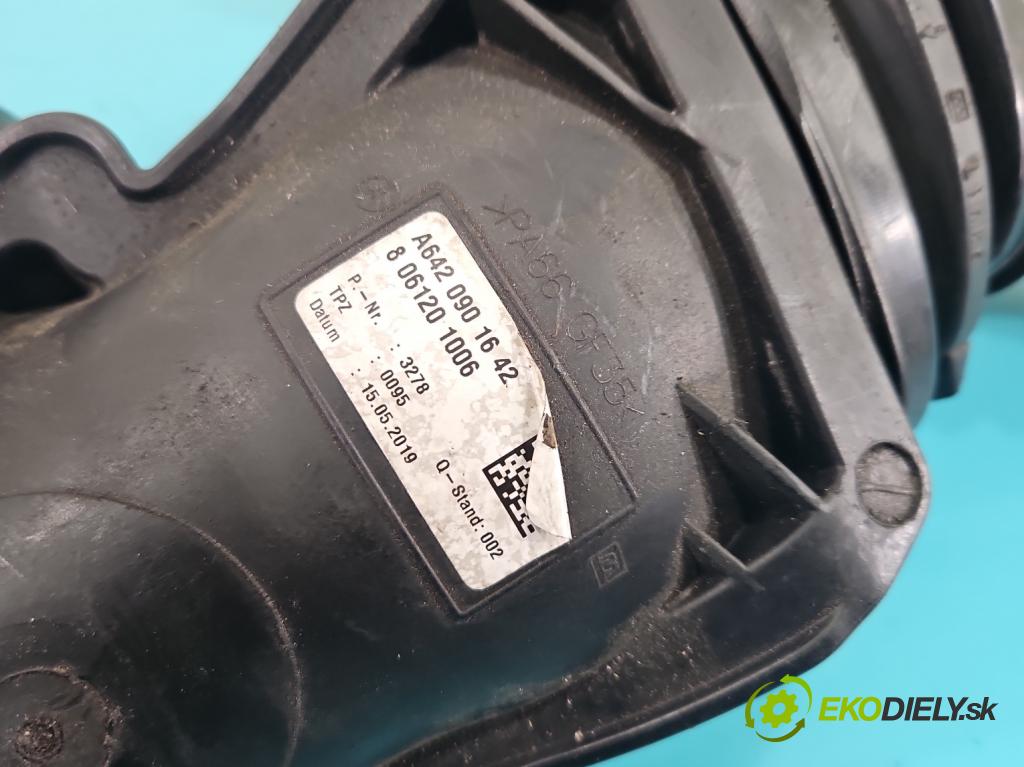 >PA66 GF35<
A642 090 16 42
8 06120 1006
P.-Nr. : 3278
TPZ : 0095
Datum : 15.05.2019
Q-Stand: 002
EKODIELY.sk